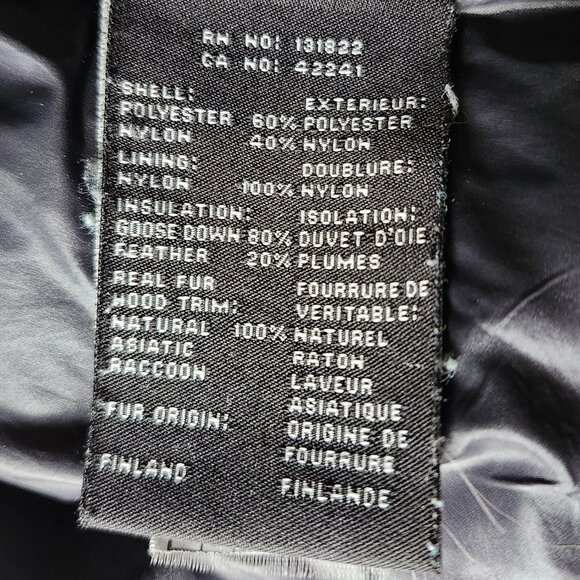 RN NO: 131822
CA NO: 42241
SHELL: EXTERIEUR:
POLYESTER 60% POLYESTER
NYLON 40% NYLON
LINING: DOUBLURE:
NYLON 100% NYLON
INSULATION: ISOLATION:
GOOSE DOWN 80% DUVET D'OIE
FEATHER 20% PLUMES
REAL FUR FOURRURE DE
HOOD TRIM: VERITABLE:
NATURAL 100% NATUREL
ASIATIC RATON
RACCOON LAVEUR
ASIATIQUE
FUR ORIGIN: ORIGINE DE
FOURRURE
FINLAND FINLANDE